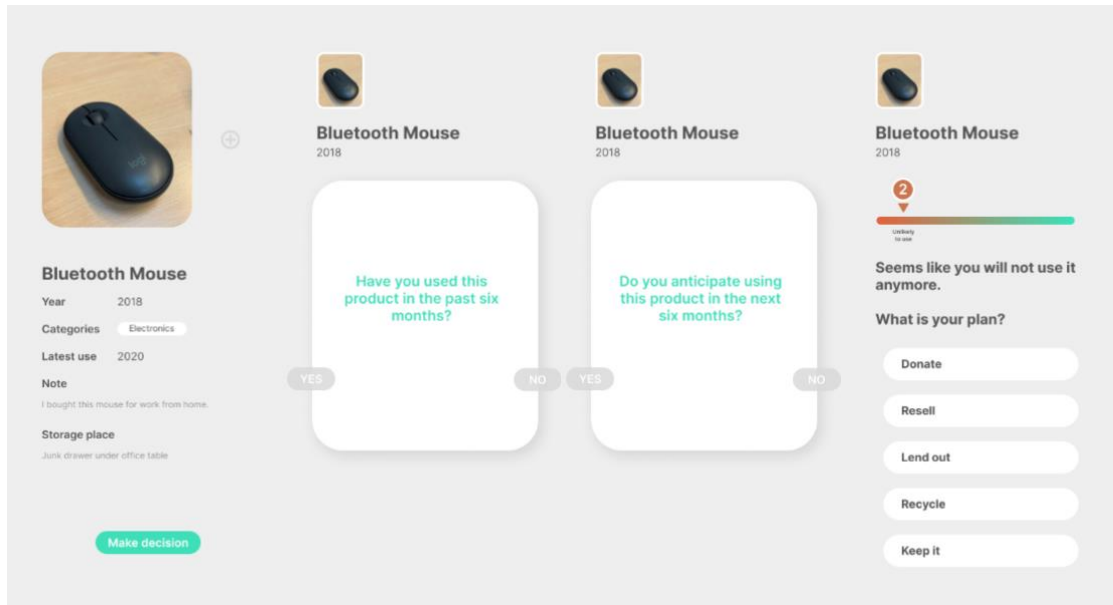 logi
Bluetooth Mouse
Year 2018
Categories Electronics
Latest use 2020
Note
I bought this mouse for work from home.
Storage place
Junk drawer under office table
Make decision
Bluetooth Mouse
2018
Have you used this
product in the past six
months?
YES NO
Bluetooth Mouse
2018
Do you anticipate using
this product in the next
six months?
YES NO
Bluetooth Mouse
2018
2
Unlikely
to use
Seems like you will not use it
anymore.
What is your plan?
Donate
Resell
Lend out
Recycle
Keep it